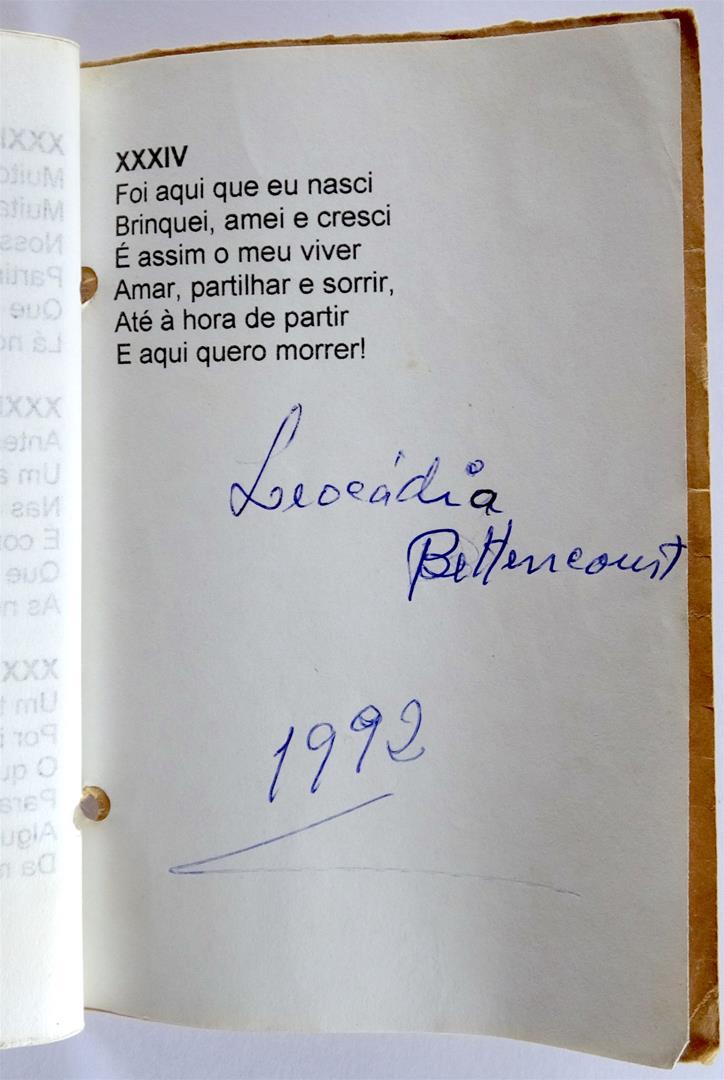 XXXIV
Foi aqui que eu nasci
Brinquei, amei e cresci
É assim o meu viver
Amar, partilhar e sorrir,
Até à hora de partir
E aqui quero morrer!
Leocádia
Bettencourt
1992